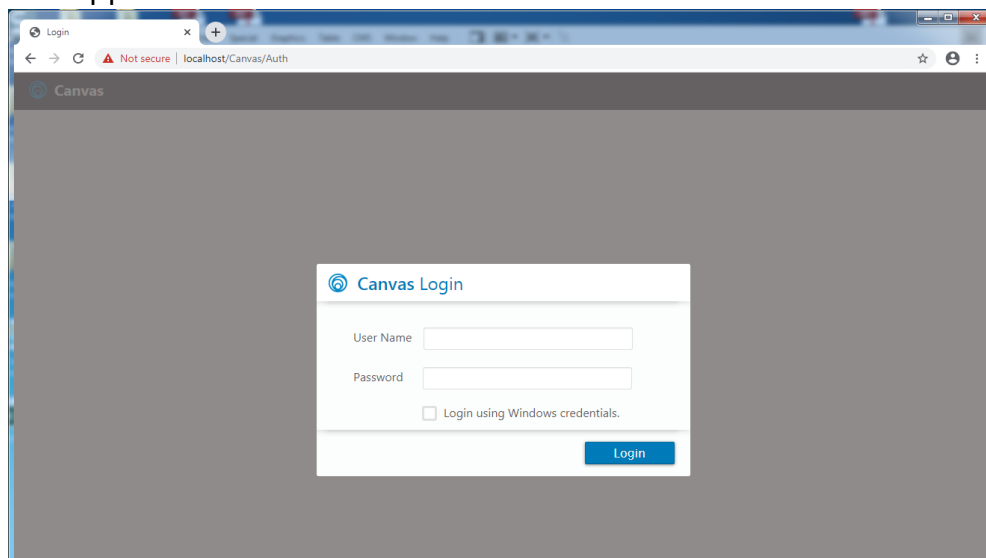 Login
Not secure | localhost/Canvas/Auth
Canvas
Canvas Login
User Name
Password
Login using Windows credentials.
Login